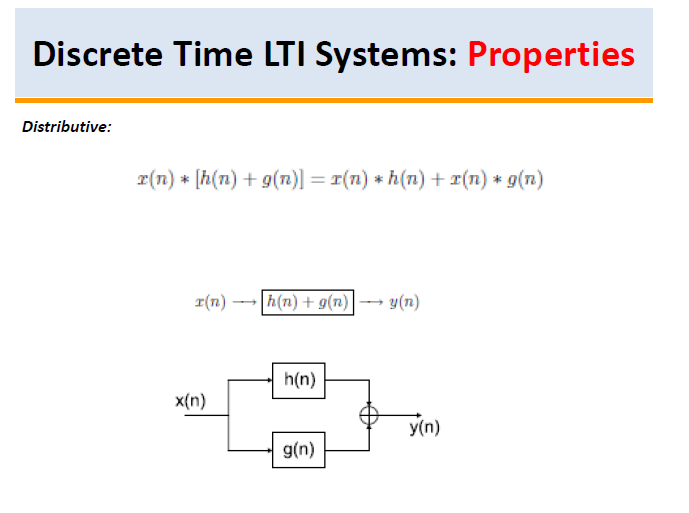 Discrete Time LTI Systems: Properties
Distributive:
x(n) ∗ [h(n) + g(n)] = x(n) ∗ h(n) + x(n) ∗ g(n)
x(n) ⟶ h(n) + g(n) ⟶ y(n)
h(n)
x(n)
y(n)
g(n)